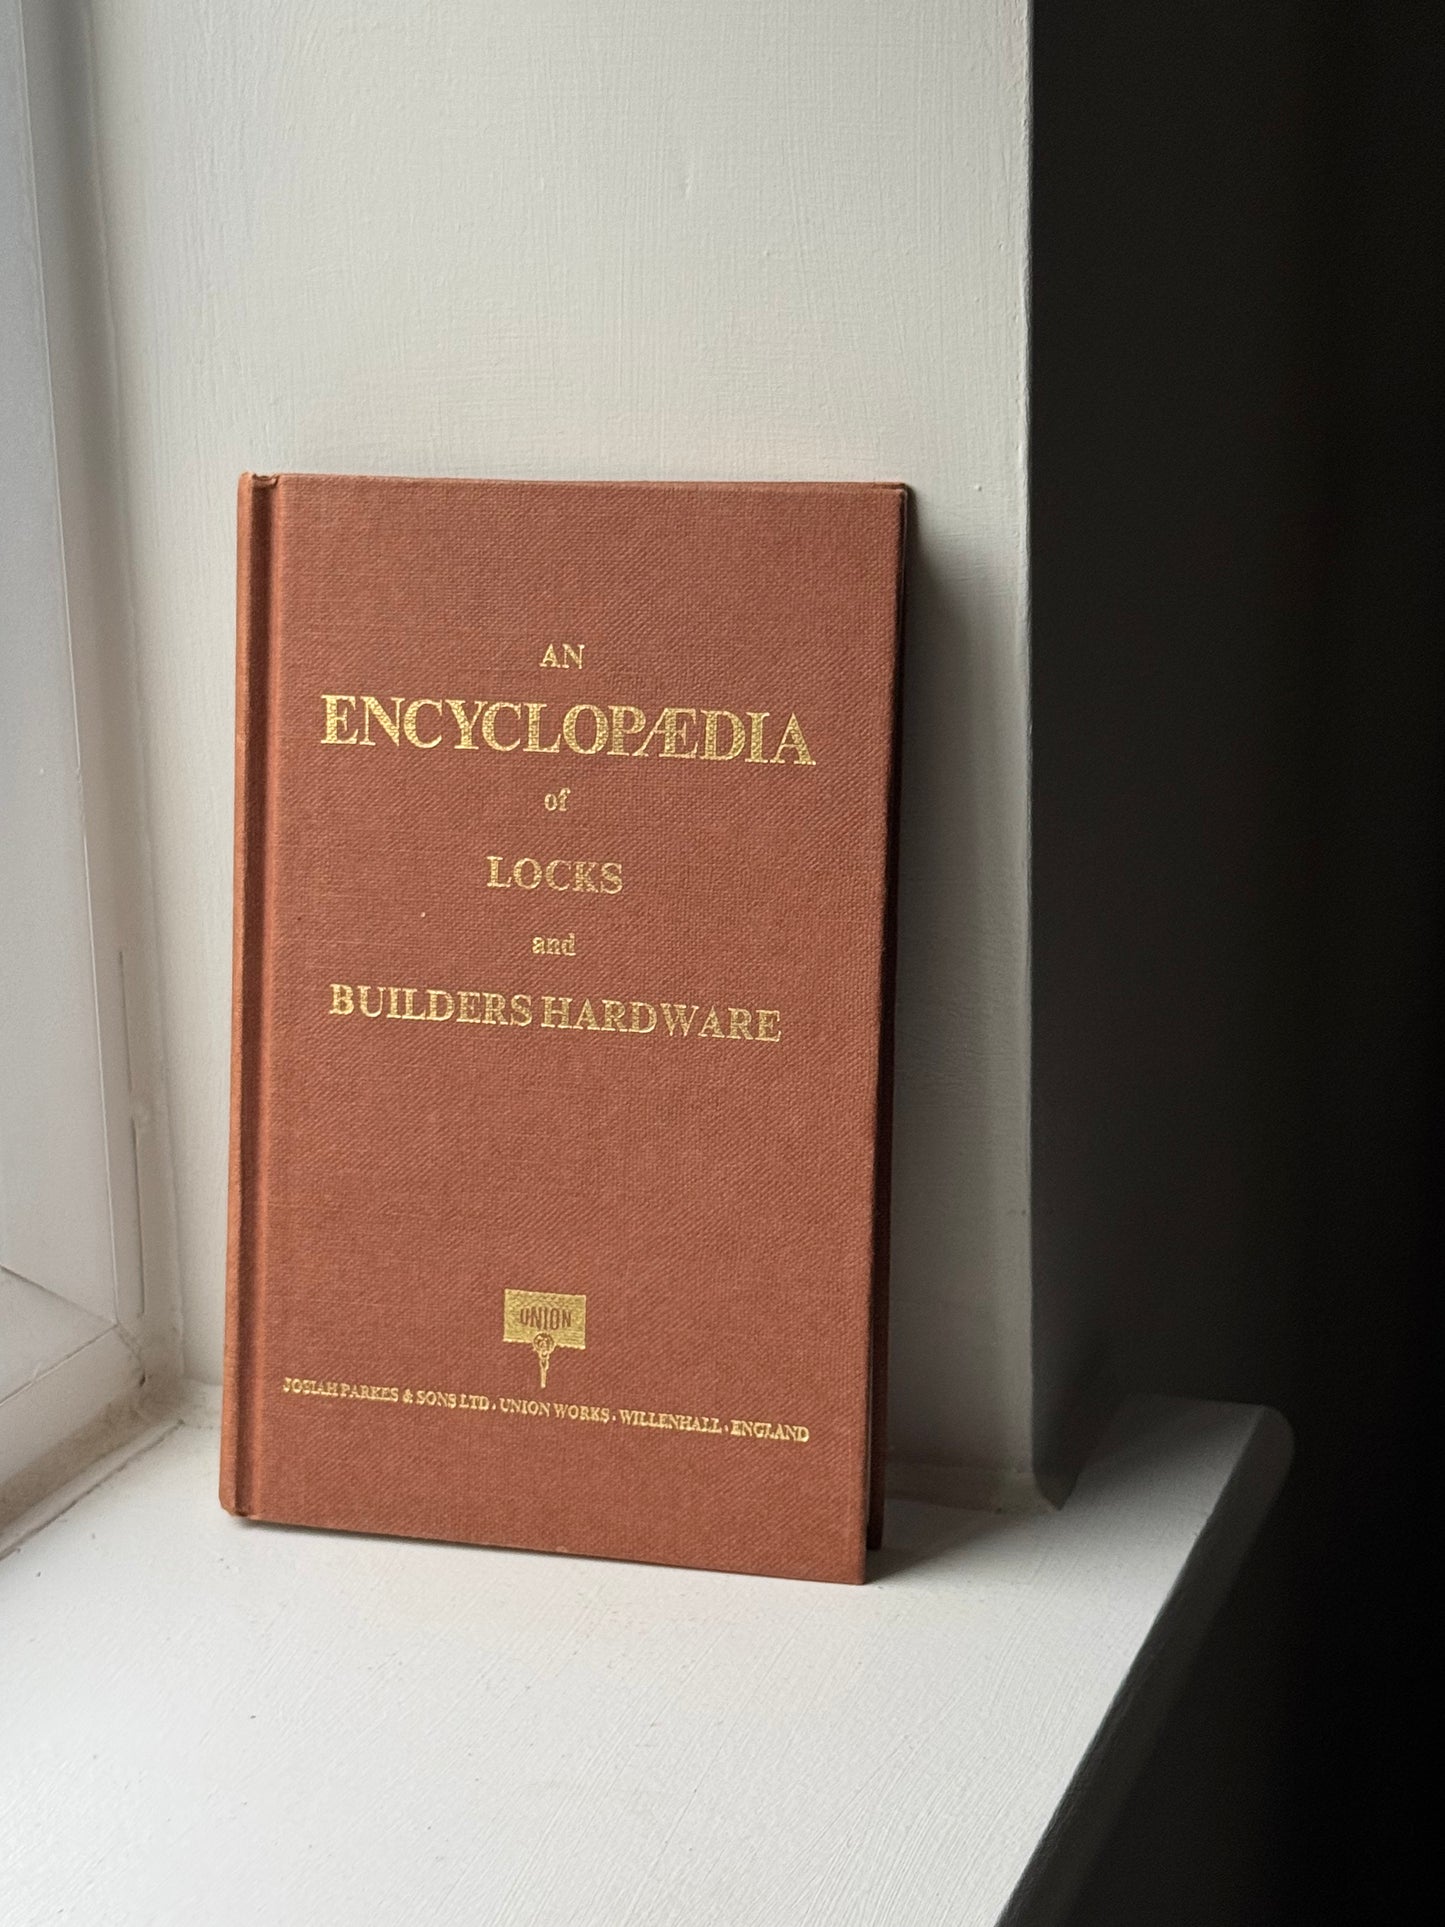 AN
ENCYCLOPÆDIA
of
LOCKS
and
BUILDERS HARDWARE
UNION
JOSIAH PARKES & SONS LTD. UNION WORKS. WILLENHALL. ENGLAND